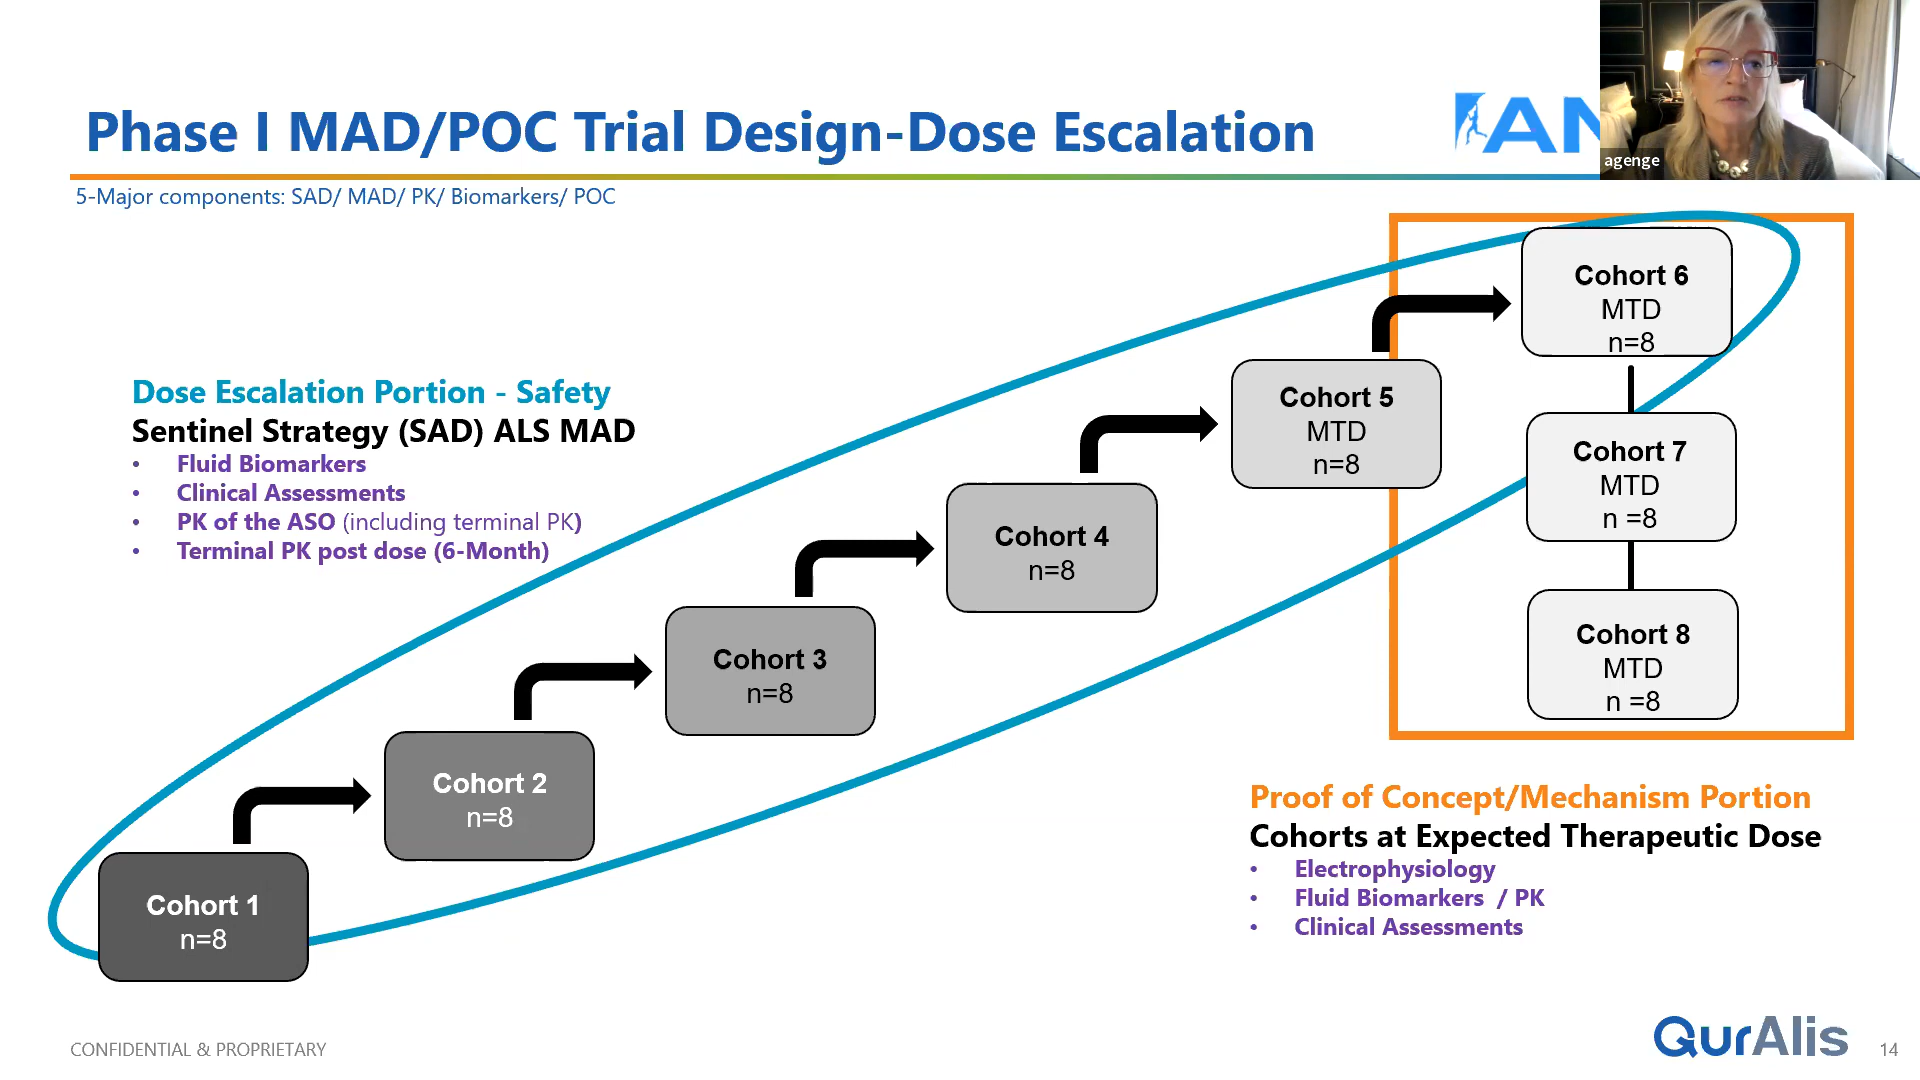 Phase I MAD/POC Trial Design-Dose Escalation
AN
agenge
5-Major components: SAD/ MAD/ PK/ Biomarkers/ POC
Dose Escalation Portion - Safety
Sentinel Strategy (SAD) ALS MAD
• Fluid Biomarkers
• Clinical Assessments
• PK of the ASO (including terminal PK)
• Terminal PK post dose (6-Month)
Cohort 1
n=8
Cohort 2
n=8
Cohort 3
n=8
Cohort 4
n=8
Cohort 5
MTD
n=8
Cohort 6
MTD
n=8
Cohort 7
MTD
n =8
Cohort 8
MTD
n =8
Proof of Concept/Mechanism Portion
Cohorts at Expected Therapeutic Dose
• Electrophysiology
• Fluid Biomarkers / PK
• Clinical Assessments
CONFIDENTIAL & PROPRIETARY
QurAlis
14